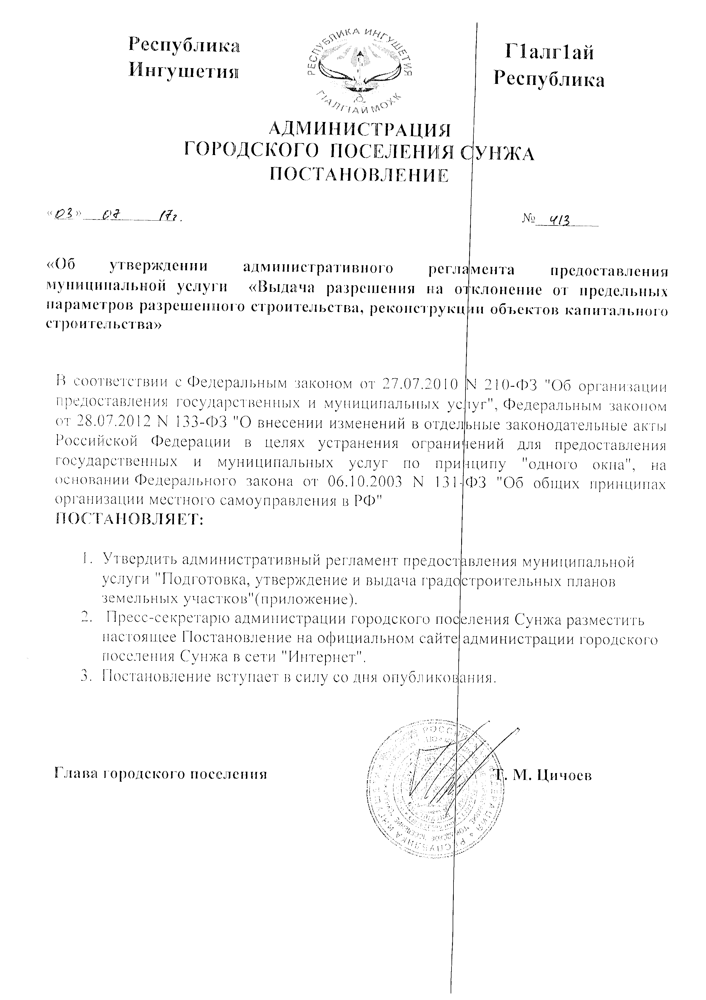 Республика
Ингушетия
РЕСПУБЛИКА ИНГУШЕТИЯ
ГIАЛГIАЙ МОХК
Г1алг1ай
Республика
АДМИНИСТРАЦИЯ
ГОРОДСКОГО ПОСЕЛЕНИЯ СУНЖА
ПОСТАНОВЛЕНИЕ
«03» 07 17г.
№ 413
«Об утверждении административного регламента предоставления
муниципальной услуги «Выдача разрешения на отклонение от предельных
параметров разрешенного строительства, реконструкции объектов капитального
строительства»
В соответствии с Федеральным законом от 27.07.2010 N 210-ФЗ "Об организации
предоставления государственных и муниципальных услуг", Федеральным законом
от 28.07.2012 N 133-ФЗ "О внесении изменений в отдельные законодательные акты
Российской Федерации в целях устранения ограничений для предоставления
государственных и муниципальных услуг по принципу "одного окна", на
основании Федерального закона от 06.10.2003 N 131-ФЗ "Об общих принципах
организации местного самоуправления в РФ"
ПОСТАНОВЛЯЕТ:
1. Утвердить административный регламент предоставления муниципальной
услуги "Подготовка, утверждение и выдача градостроительных планов
земельных участков"(приложение).
2. Пресс-секретарю администрации городского поселения Сунжа разместить
настоящее Постановление на официальном сайте администрации городского
поселения Сунжа в сети "Интернет".
3. Постановление вступает в силу со дня опубликования.
Глава городского поселения
Т. М. Цичоев